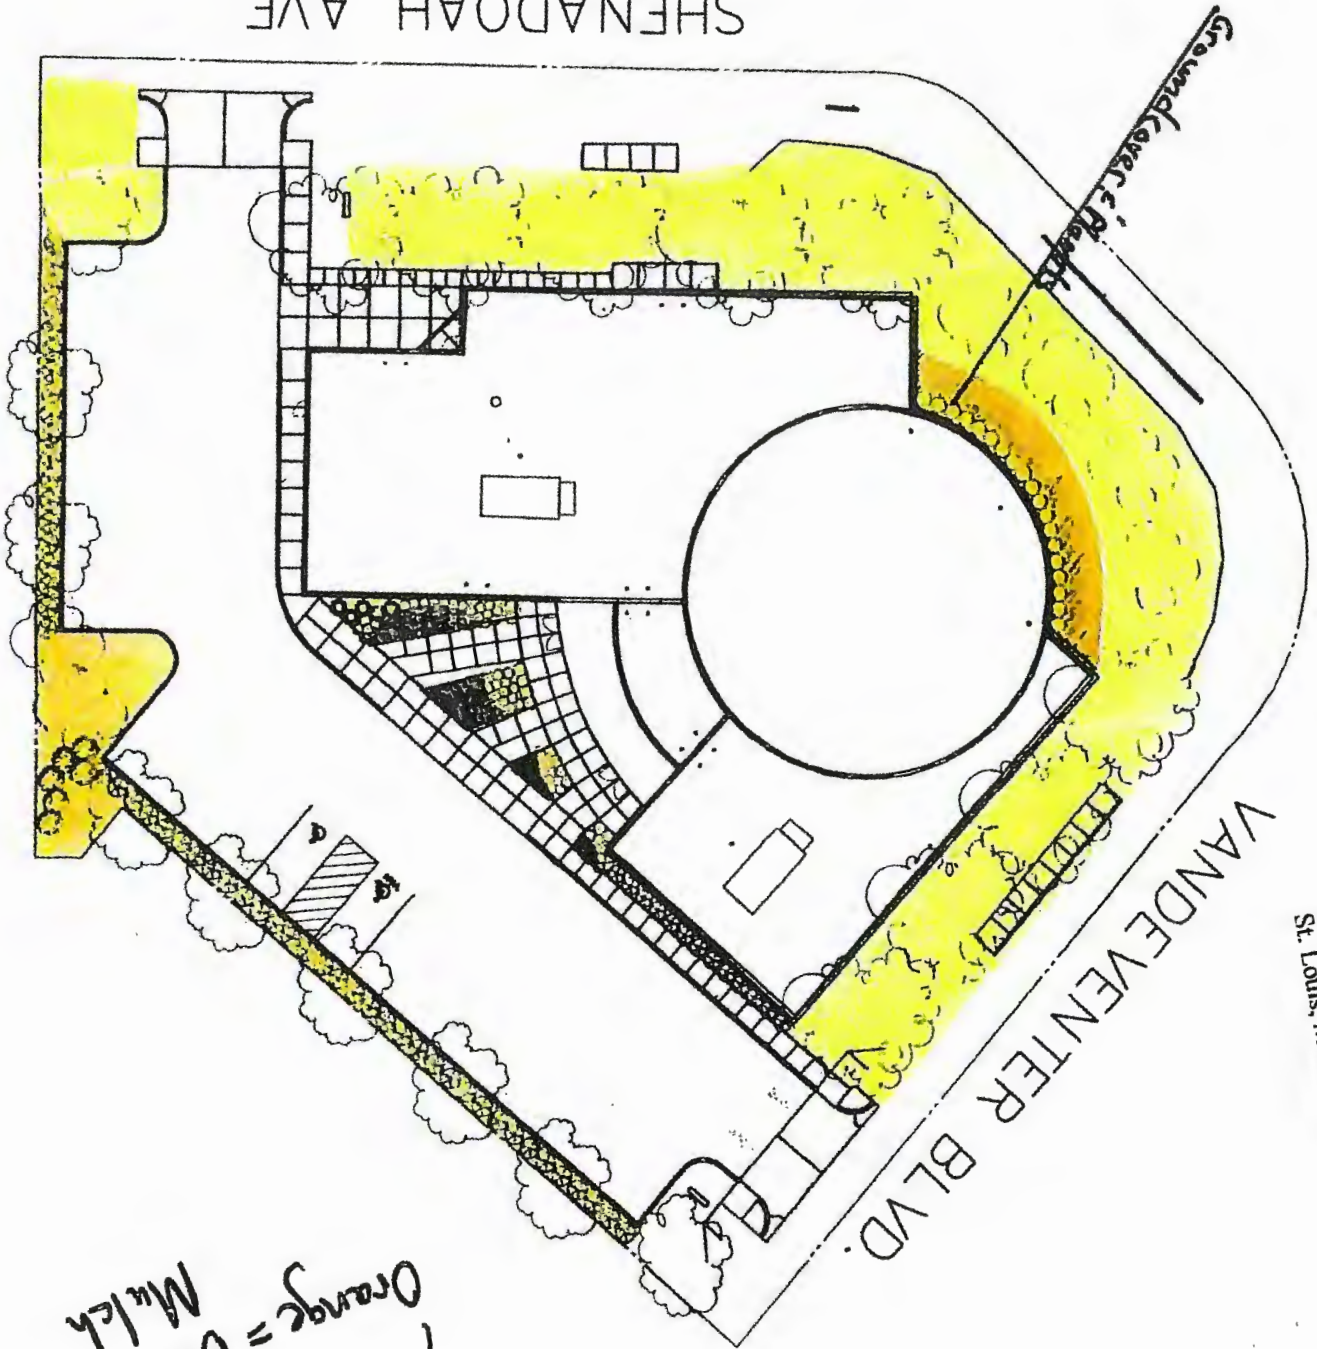 SHENADOAH AVE
Groundcover & Plants
VANDEVENTER BLVD.
St. Louis,
Orange =
Mulch